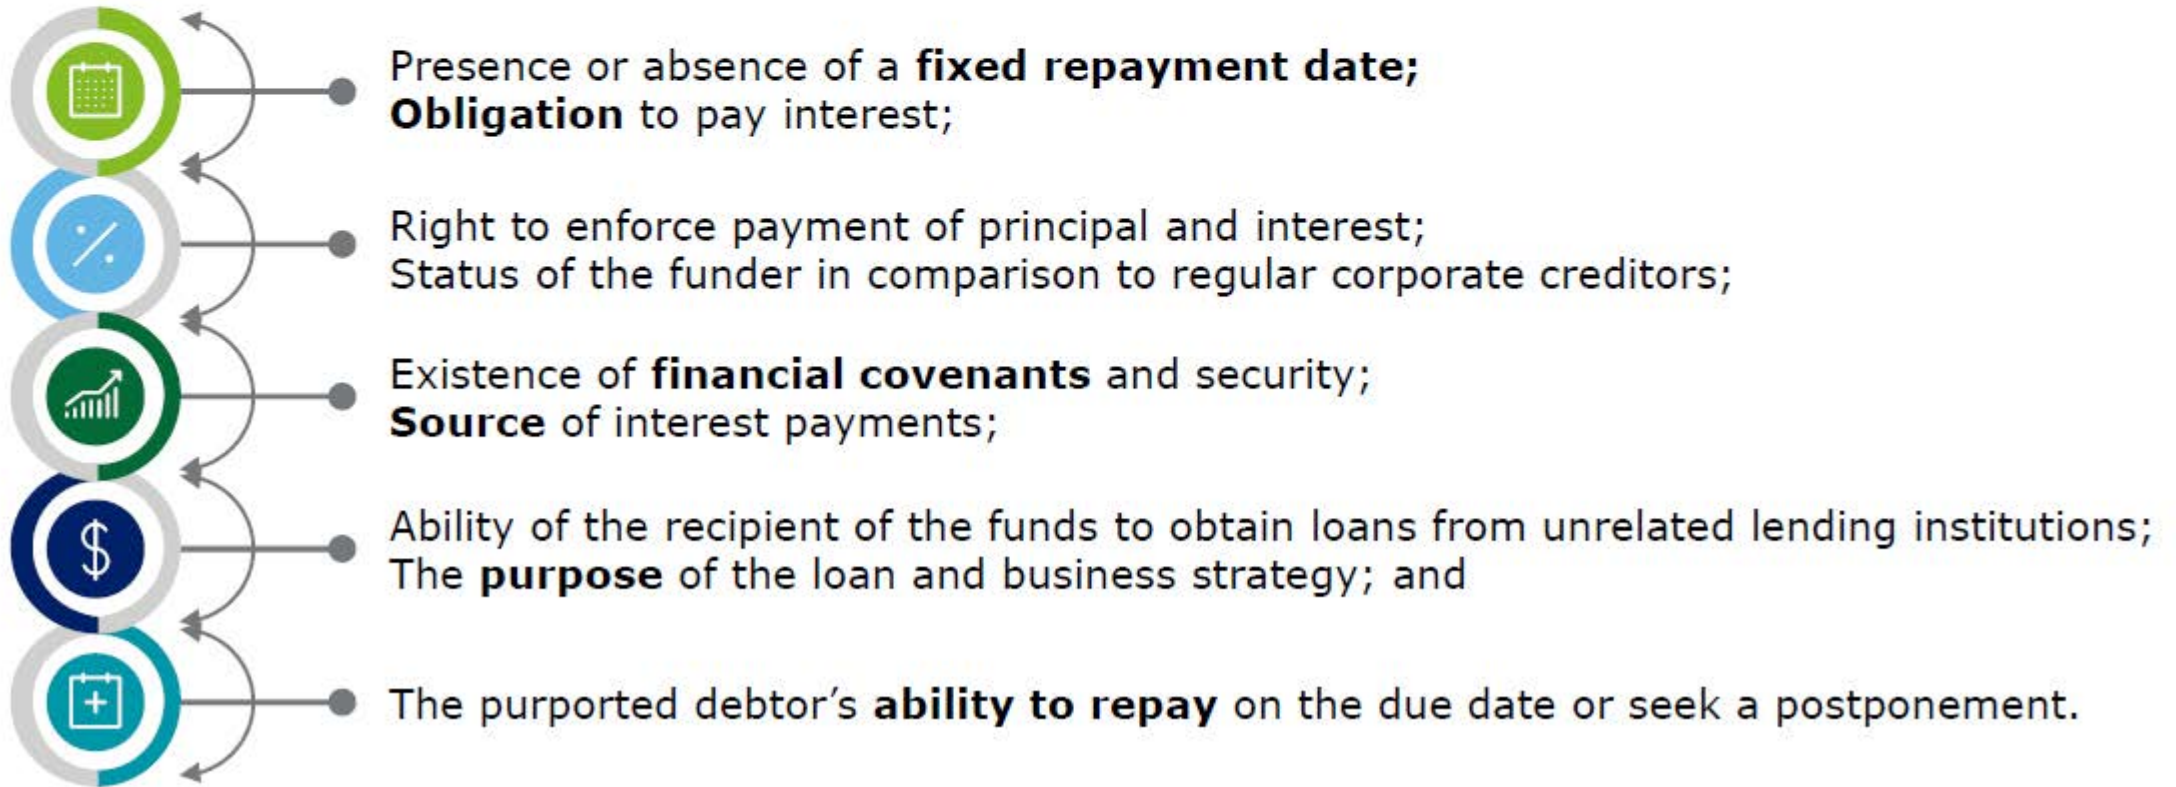 Presence or absence of a fixed repayment date;
Obligation to pay interest;
Right to enforce payment of principal and interest;
Status of the funder in comparison to regular corporate creditors;
Existence of financial covenants and security;
Source of interest payments;
Ability of the recipient of the funds to obtain loans from unrelated lending institutions;
The purpose of the loan and business strategy; and
The purported debtor’s ability to repay on the due date or seek a postponement.